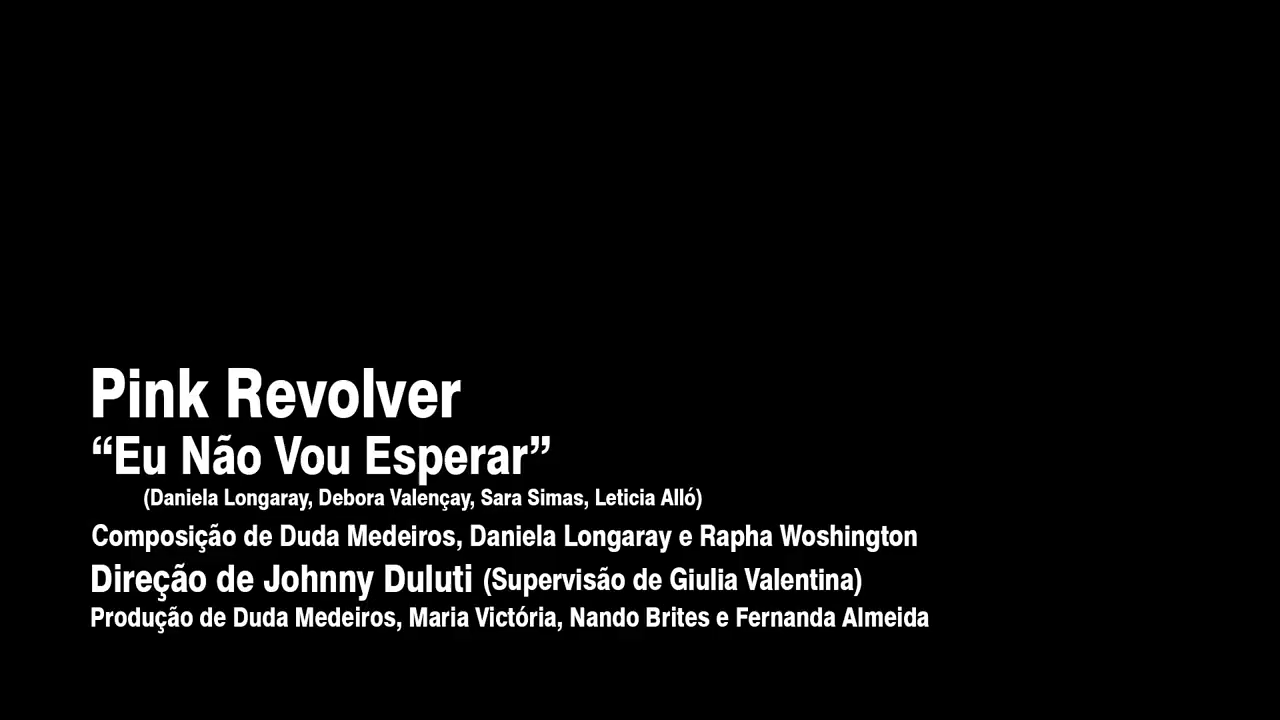 Pink Revolver
“Eu Não Vou Esperar”
(Daniela Longaray, Debora Valençay, Sara Simas, Leticia Alló)
Composição de Duda Medeiros, Daniela Longaray e Rapha Woshington
Direção de Johnny Duluti (Supervisão de Giulia Valentina)
Produção de Duda Medeiros, Maria Victória, Nando Brites e Fernanda Almeida